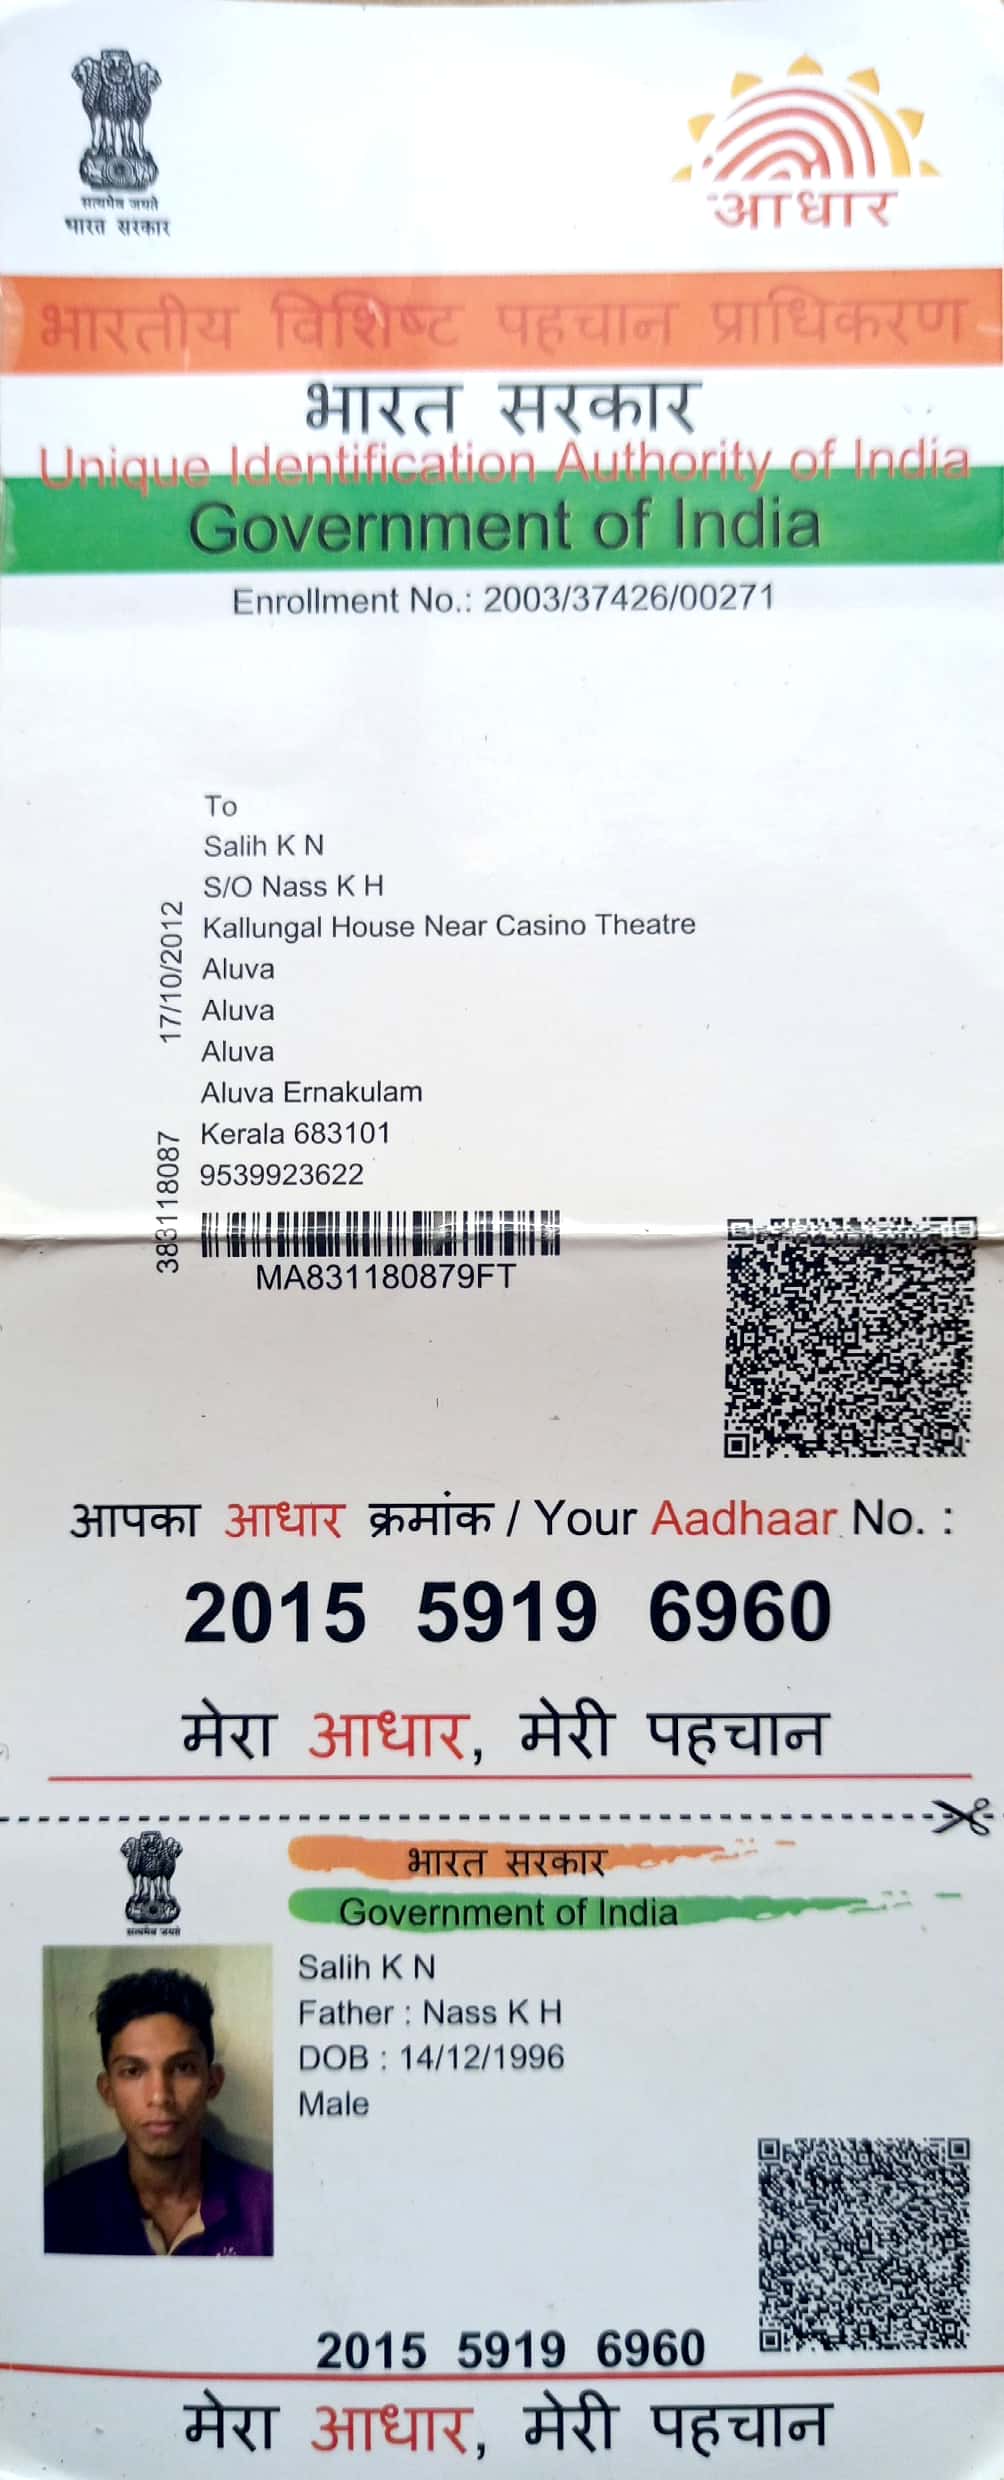 सत्यमेव जयते
भारत सरकार
आधार
भारतीय विशिष्ट पहचान प्राधिकरण
भारत सरकार
Unique Identification Authority of India
Government of India
Enrollment No.: 2003/37426/00271
To
Salih K N
S/O Nass K H
Kallungal House Near Casino Theatre
Aluva
Aluva
Aluva
Aluva Ernakulam
Kerala 683101
9539923622
17/10/2012
383118087
MA831180879FT
आपका आधार क्रमांक / Your Aadhaar No. :
2015 5919 6960
मेरा आधार, मेरी पहचान
सत्यमेव जयते
भारत सरकार
Government of India
Salih K N
Father : Nass K H
DOB : 14/12/1996
Male
2015 5919 6960
मेरा आधार, मेरी पहचान